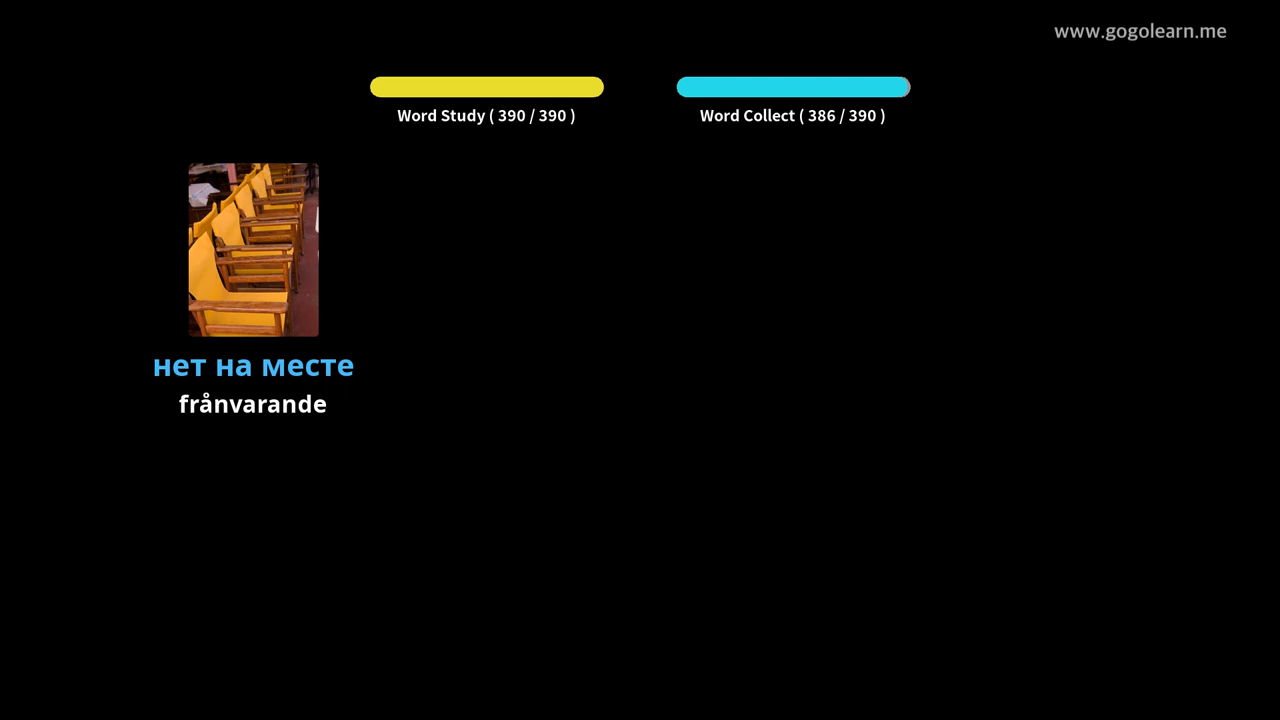 www.gogolearn.me
Word Study ( 390 / 390 )
Word Collect ( 386 / 390 )
нет на месте
frånvarande